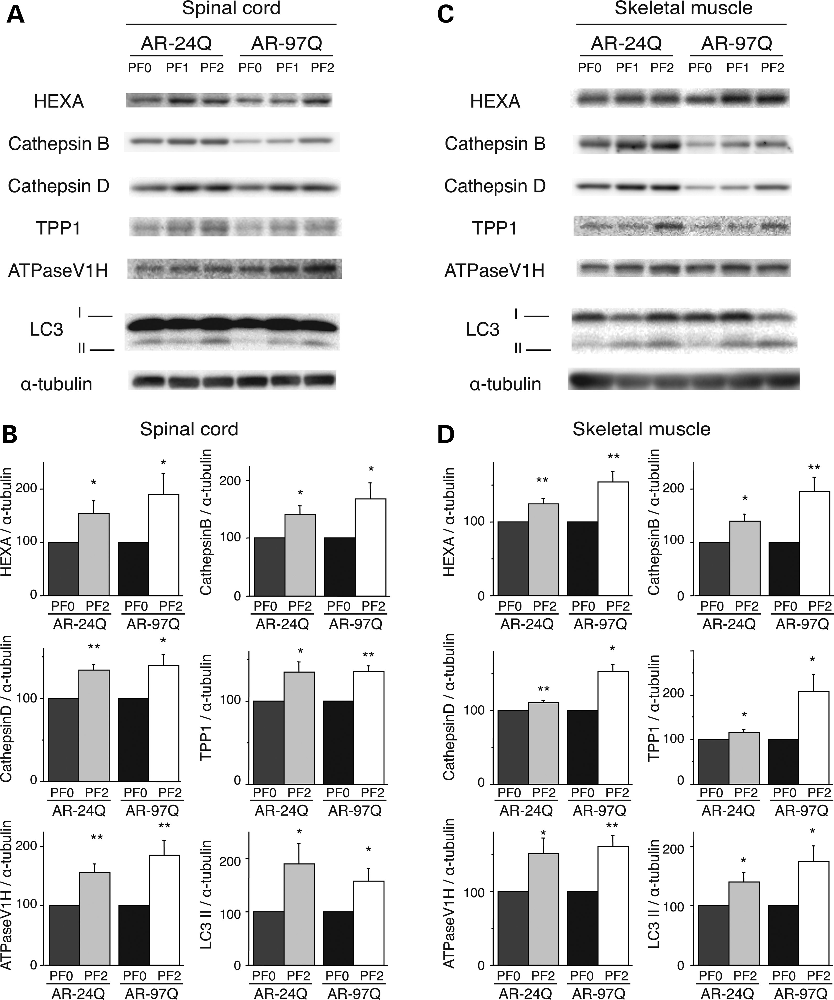 A
Spinal cord
AR-24Q AR-97Q
PF0 PF1 PF2 PF0 PF1 PF2
HEXA
Cathepsin B
Cathepsin D
TPP1
ATPaseV1H
I
LC3
II
α-tubulin
C
Skeletal muscle
AR-24Q AR-97Q
PF0 PF1 PF2 PF0 PF1 PF2
HEXA
Cathepsin B
Cathepsin D
TPP1
ATPaseV1H
I
LC3
II
α-tubulin
B
Spinal cord
HEXA / α-tubulin
200
100
0
* *
PF0 PF2 PF0 PF2
AR-24Q AR-97Q
CathepsinB / α-tubulin
200
100
0
* *
PF0 PF2 PF0 PF2
AR-24Q AR-97Q
CathepsinD / α-tubulin
100
0
** *
PF0 PF2 PF0 PF2
AR-24Q AR-97Q
TPP1 / α-tubulin
100
0
* **
PF0 PF2 PF0 PF2
AR-24Q AR-97Q
ATPaseV1H / α-tubulin
200
100
0
** **
PF0 PF2 PF0 PF2
AR-24Q AR-97Q
LC3 II / α-tubulin
200
100
0
* *
PF0 PF2 PF0 PF2
AR-24Q AR-97Q
D
Skeletal muscle
HEXA / α-tubulin
100
0
** **
PF0 PF2 PF0 PF2
AR-24Q AR-97Q
CathepsinB / α-tubulin
200
100
0
* **
PF0 PF2 PF0 PF2
AR-24Q AR-97Q
CathepsinD / α-tubulin
100
0
** *
PF0 PF2 PF0 PF2
AR-24Q AR-97Q
TPP1 / α-tubulin
200
100
0
* *
PF0 PF2 PF0 PF2
AR-24Q AR-97Q
ATPaseV1H / α-tubulin
100
0
* **
PF0 PF2 PF0 PF2
AR-24Q AR-97Q
LC3 II / α-tubulin
200
100
0
* *
PF0 PF2 PF0 PF2
AR-24Q AR-97Q